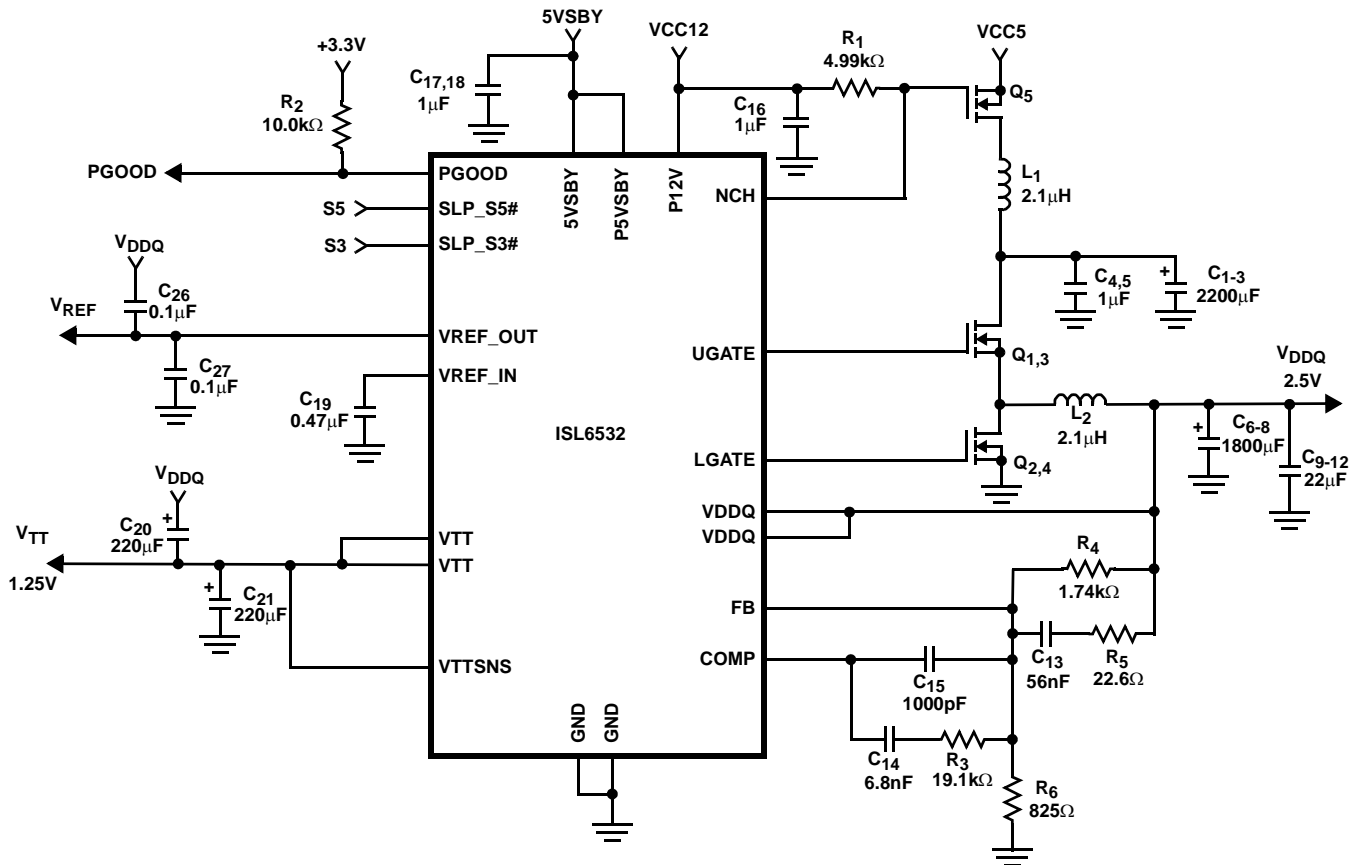 5VSBY
VCC12
VCC5
+3.3V
R1
4.99kΩ
C17,18
1µF
R2
10.0kΩ
C16
1µF
Q5
PGOOD
PGOOD
5VSBY
P5VSBY
P12V
NCH
L1
2.1µH
S5
SLP_S5#
S3
SLP_S3#
VDDQ
C26
0.1µF
VREF
VREF_OUT
C27
0.1µF
VREF_IN
C19
0.47µF
C4,5
1µF
+
C1-3
2200µF
UGATE
Q1,3
VDDQ
2.5V
ISL6532
L2
2.1µH
LGATE
Q2,4
+
C6-8
1800µF
C9-12
22µF
VDDQ
VDDQ
VDDQ
+
C20
220µF
VTT
1.25V
VTT
VTT
+
C21
220µF
VTTSNS
R4
1.74kΩ
FB
C13
56nF
R5
22.6Ω
COMP
C15
1000pF
C14
6.8nF
R3
19.1kΩ
R6
825Ω
GND
GND